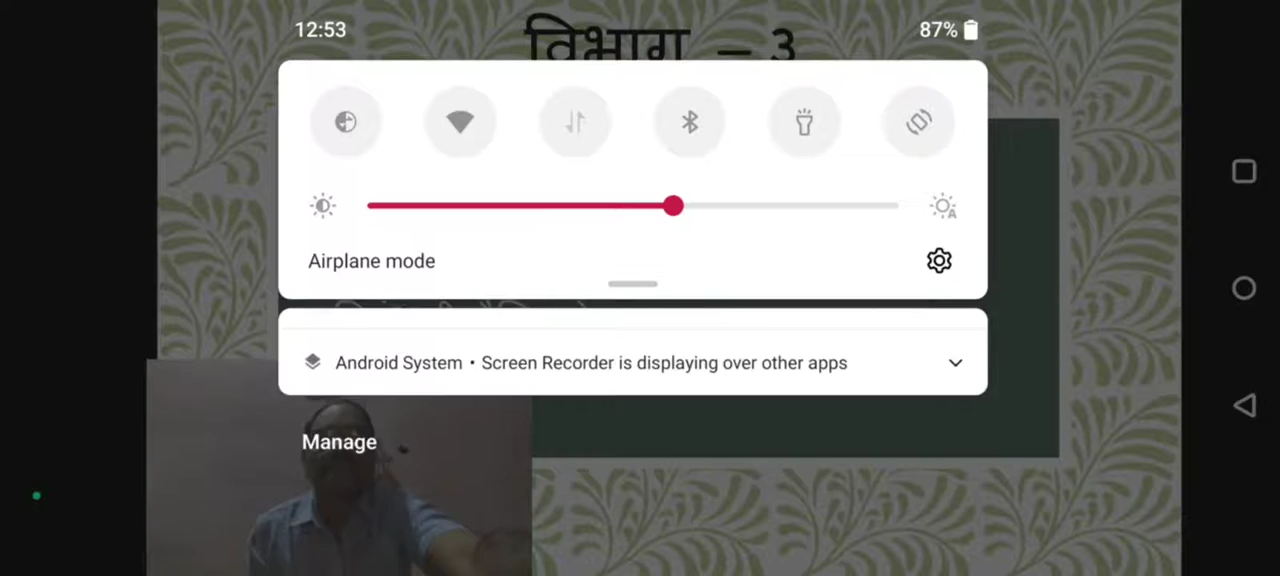 12:53
87%
विभाग – 3
Airplane mode
Android System • Screen Recorder is displaying over other apps
Manage